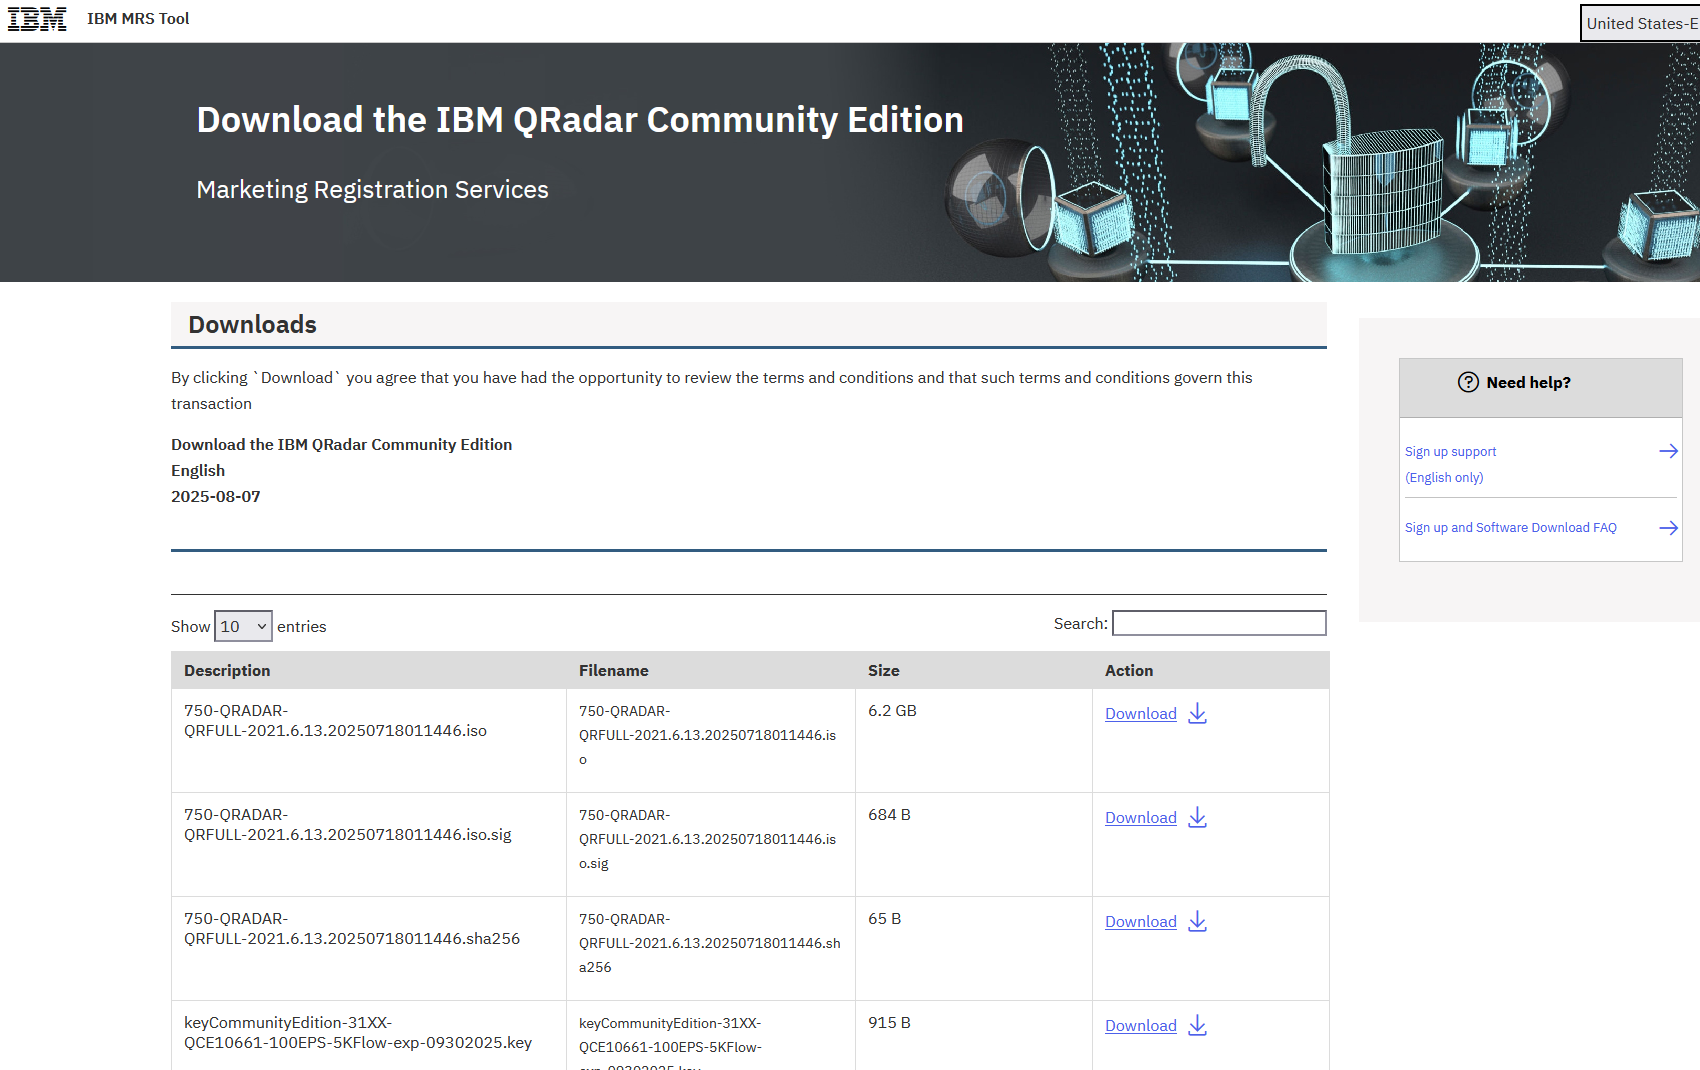 IBM
IBM MRS Tool
United States-E
Download the IBM QRadar Community Edition
Marketing Registration Services
Downloads
By clicking `Download` you agree that you have had the opportunity to review the terms and conditions and that such terms and conditions govern this
transaction
Download the IBM QRadar Community Edition
English
2025-08-07
Need help?
Sign up support
(English only)
Sign up and Software Download FAQ
Show 10 entries
Search:
Description Filename Size Action
750-QRADAR-
QRFULL-2021.6.13.20250718011446.iso
750-QRADAR-
QRFULL-2021.6.13.20250718011446.is
o
6.2 GB
Download
750-QRADAR-
QRFULL-2021.6.13.20250718011446.iso.sig
750-QRADAR-
QRFULL-2021.6.13.20250718011446.is
o.sig
684 B
Download
750-QRADAR-
QRFULL-2021.6.13.20250718011446.sha256
750-QRADAR-
QRFULL-2021.6.13.20250718011446.sh
a256
65 B
Download
keyCommunityEdition-31XX-
QCE10661-100EPS-5KFlow-exp-09302025.key
keyCommunityEdition-31XX-
QCE10661-100EPS-5KFlow-
exp-09302025.key
915 B
Download